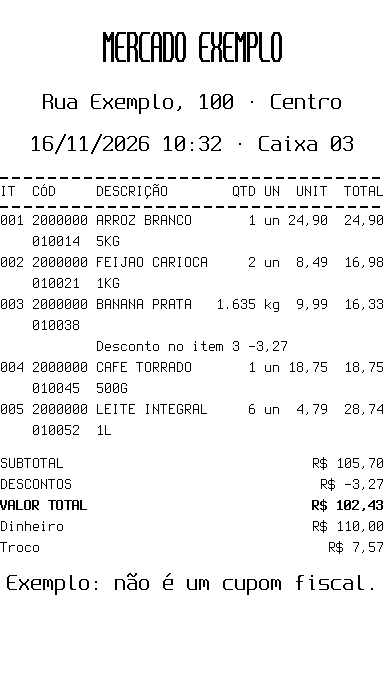 MERCADO EXEMPLO
Rua Exemplo, 100 · Centro
16/11/2026 10:32 · Caixa 03
IT CÓD DESCRIÇÃO QTD UN UNIT TOTAL
001 2000000 ARROZ BRANCO 1 un 24,90 24,90
010014 5KG
002 2000000 FEIJAO CARIOCA 2 un 8,49 16,98
010021 1KG
003 2000000 BANANA PRATA 1.635 kg 9,99 16,33
010038
Desconto no item 3 -3,27
004 2000000 CAFE TORRADO 1 un 18,75 18,75
010045 500G
005 2000000 LEITE INTEGRAL 6 un 4,79 28,74
010052 1L
SUBTOTAL R$ 105,70
DESCONTOS R$ -3,27
VALOR TOTAL R$ 102,43
Dinheiro R$ 110,00
Troco R$ 7,57
Exemplo: não é um cupom fiscal.